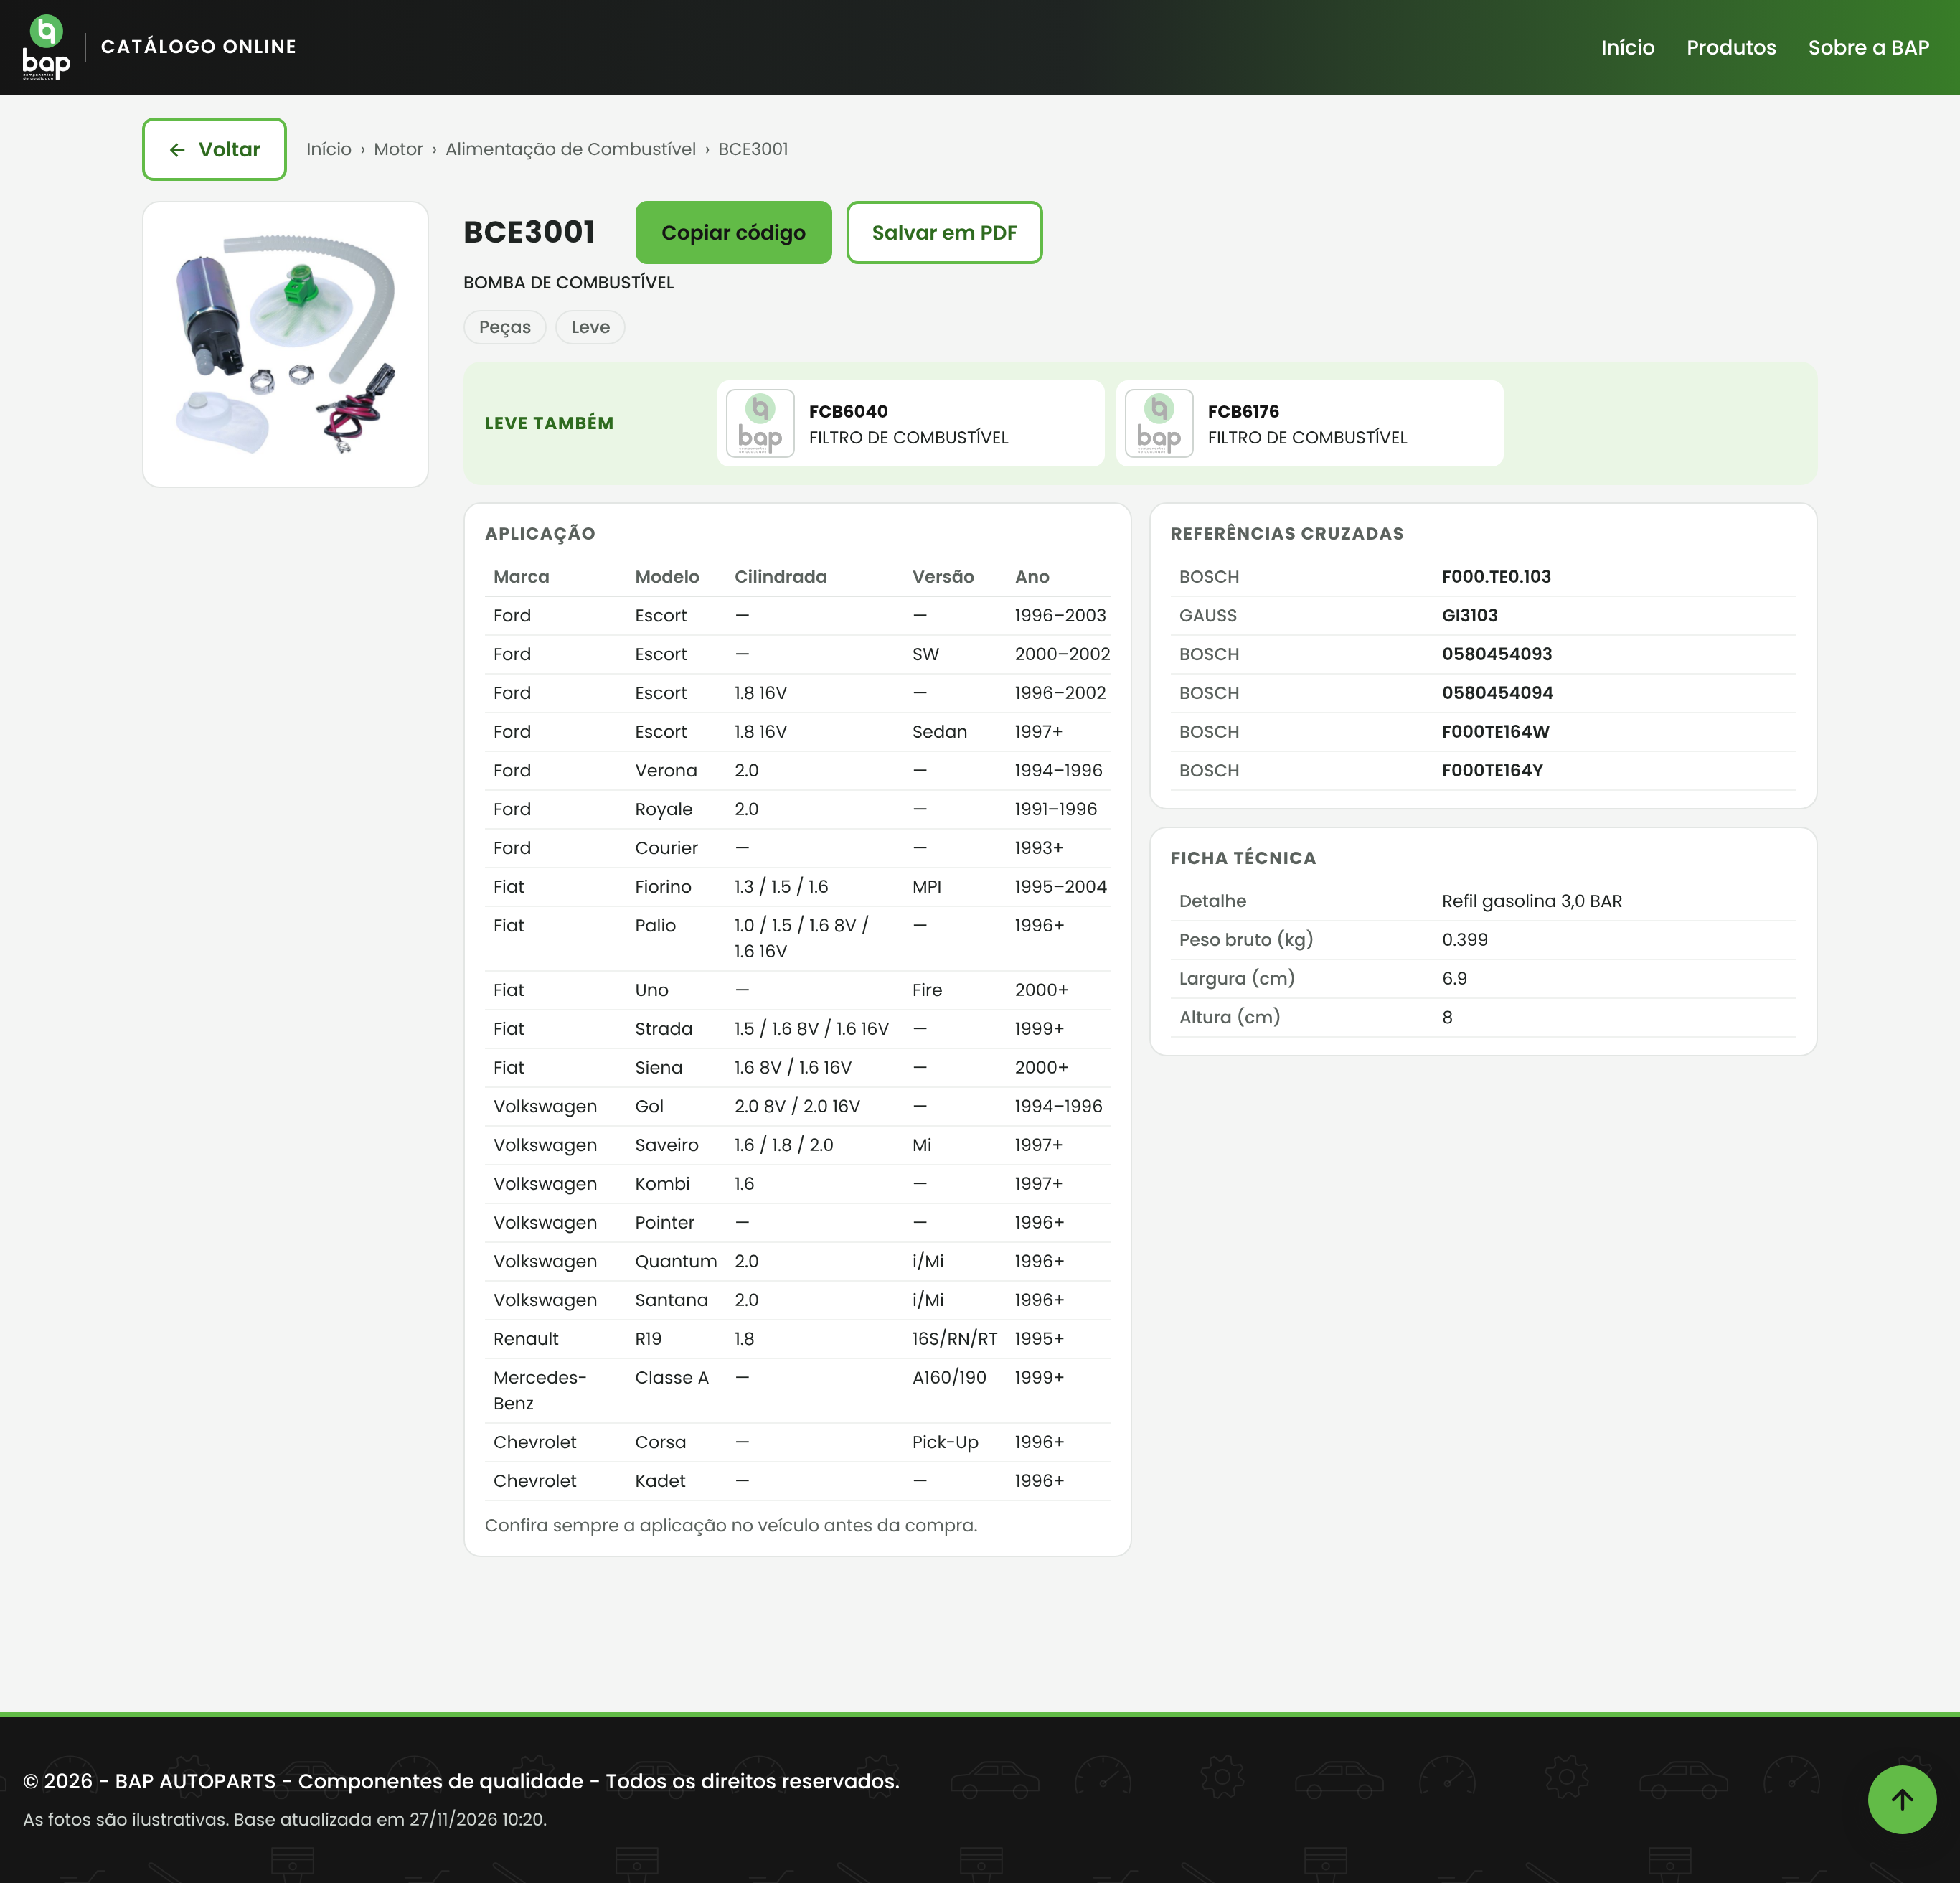 bap
componentes
de qualidade
CATÁLOGO ONLINE
Início
Produtos
Sobre a BAP
← Voltar
Início › Motor › Alimentação de Combustível › BCE3001
BCE3001
Copiar código
Salvar em PDF
BOMBA DE COMBUSTÍVEL
Peças
Leve
LEVE TAMBÉM
bap
FCB6040
FILTRO DE COMBUSTÍVEL
bap
FCB6176
FILTRO DE COMBUSTÍVEL
APLICAÇÃO
Marca Modelo Cilindrada Versão Ano
Ford Escort — — 1996–2003
Ford Escort — SW 2000–2002
Ford Escort 1.8 16V — 1996–2002
Ford Escort 1.8 16V Sedan 1997+
Ford Verona 2.0 — 1994–1996
Ford Royale 2.0 — 1991–1996
Ford Courier — — 1993+
Fiat Fiorino 1.3 / 1.5 / 1.6 MPI 1995–2004
Fiat Palio 1.0 / 1.5 / 1.6 8V / — 1996+
1.6 16V
Fiat Uno — Fire 2000+
Fiat Strada 1.5 / 1.6 8V / 1.6 16V — 1999+
Fiat Siena 1.6 8V / 1.6 16V — 2000+
Volkswagen Gol 2.0 8V / 2.0 16V — 1994–1996
Volkswagen Saveiro 1.6 / 1.8 / 2.0 Mi 1997+
Volkswagen Kombi 1.6 — 1997+
Volkswagen Pointer — — 1996+
Volkswagen Quantum 2.0 i/Mi 1996+
Volkswagen Santana 2.0 i/Mi 1996+
Renault R19 1.8 16S/RN/RT 1995+
Mercedes- Classe A — A160/190 1999+
Benz
Chevrolet Corsa — Pick-Up 1996+
Chevrolet Kadet — — 1996+
Confira sempre a aplicação no veículo antes da compra.
REFERÊNCIAS CRUZADAS
BOSCH F000.TE0.103
GAUSS GI3103
BOSCH 0580454093
BOSCH 0580454094
BOSCH F000TE164W
BOSCH F000TE164Y
FICHA TÉCNICA
Detalhe Refil gasolina 3,0 BAR
Peso bruto (kg) 0.399
Largura (cm) 6.9
Altura (cm) 8
© 2026 - BAP AUTOPARTS - Componentes de qualidade - Todos os direitos reservados.
As fotos são ilustrativas. Base atualizada em 27/11/2026 10:20.